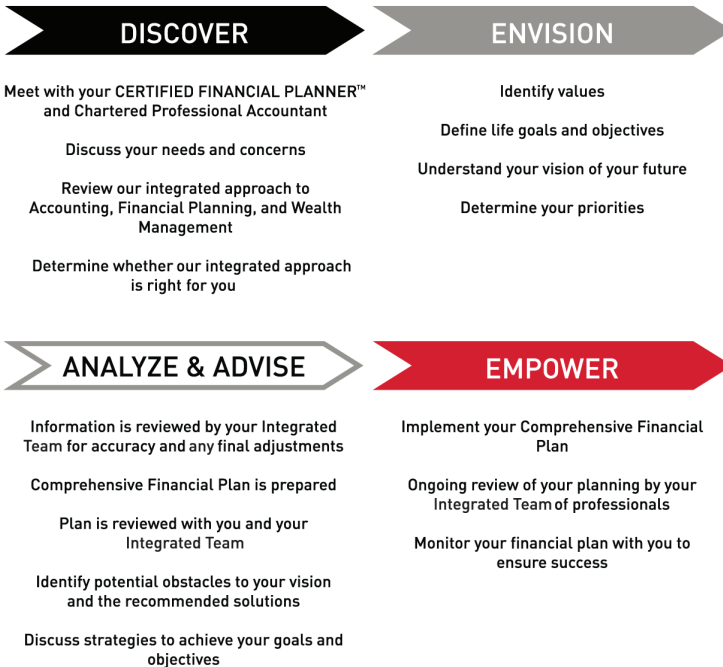 DISCOVER
Meet with your CERTIFIED FINANCIAL PLANNER™
and Chartered Professional Accountant
Discuss your needs and concerns
Review our integrated approach to
Accounting, Financial Planning, and Wealth
Management
Determine whether our integrated approach
is right for you
ENVISION
Identify values
Define life goals and objectives
Understand your vision of your future
Determine your priorities
ANALYZE & ADVISE
Information is reviewed by your Integrated
Team for accuracy and any final adjustments
Comprehensive Financial Plan is prepared
Plan is reviewed with you and your
Integrated Team
Identify potential obstacles to your vision
and the recommended solutions
Discuss strategies to achieve your goals and
objectives
EMPOWER
Implement your Comprehensive Financial
Plan
Ongoing review of your planning by your
Integrated Team of professionals
Monitor your financial plan with you to
ensure success